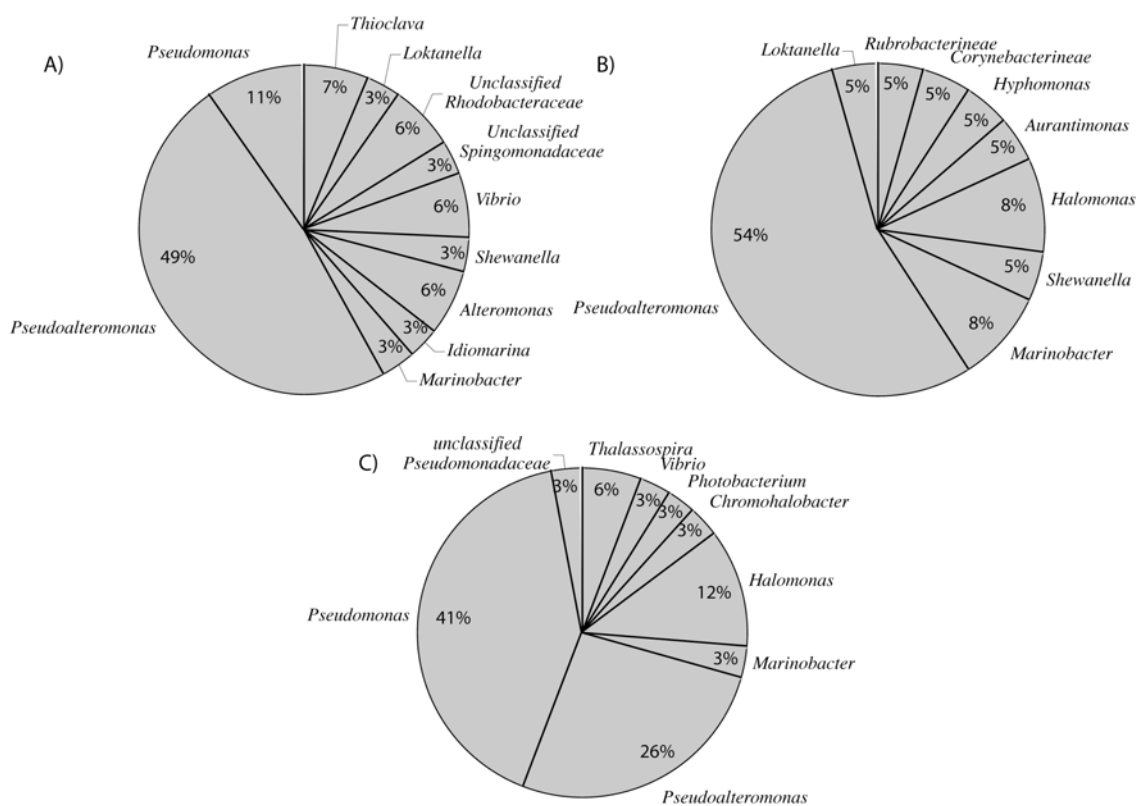 A)
Thioclava
Pseudomonas
Loktanella
Unclassified
Rhodobacteraceae
Unclassified
Spingomonadaceae
Vibrio
Shewanella
Alteromonas
Idiomarina
Marinobacter
Pseudoalteromonas
11%
7%
3%
6%
3%
6%
3%
6%
3%
3%
49%
B)
Loktanella
Rubrobacterineae
Corynebacterineae
Hyphomonas
Aurantimonas
Halomonas
Shewanella
Marinobacter
Pseudoalteromonas
5%
5%
5%
5%
5%
8%
5%
8%
54%
C)
unclassified
Pseudomonadaceae
Thalassospira
Vibrio
Photobacterium
Chromohalobacter
Halomonas
Marinobacter
Pseudoalteromonas
Pseudomonas
3%
6%
3%
3%
3%
12%
3%
26%
41%